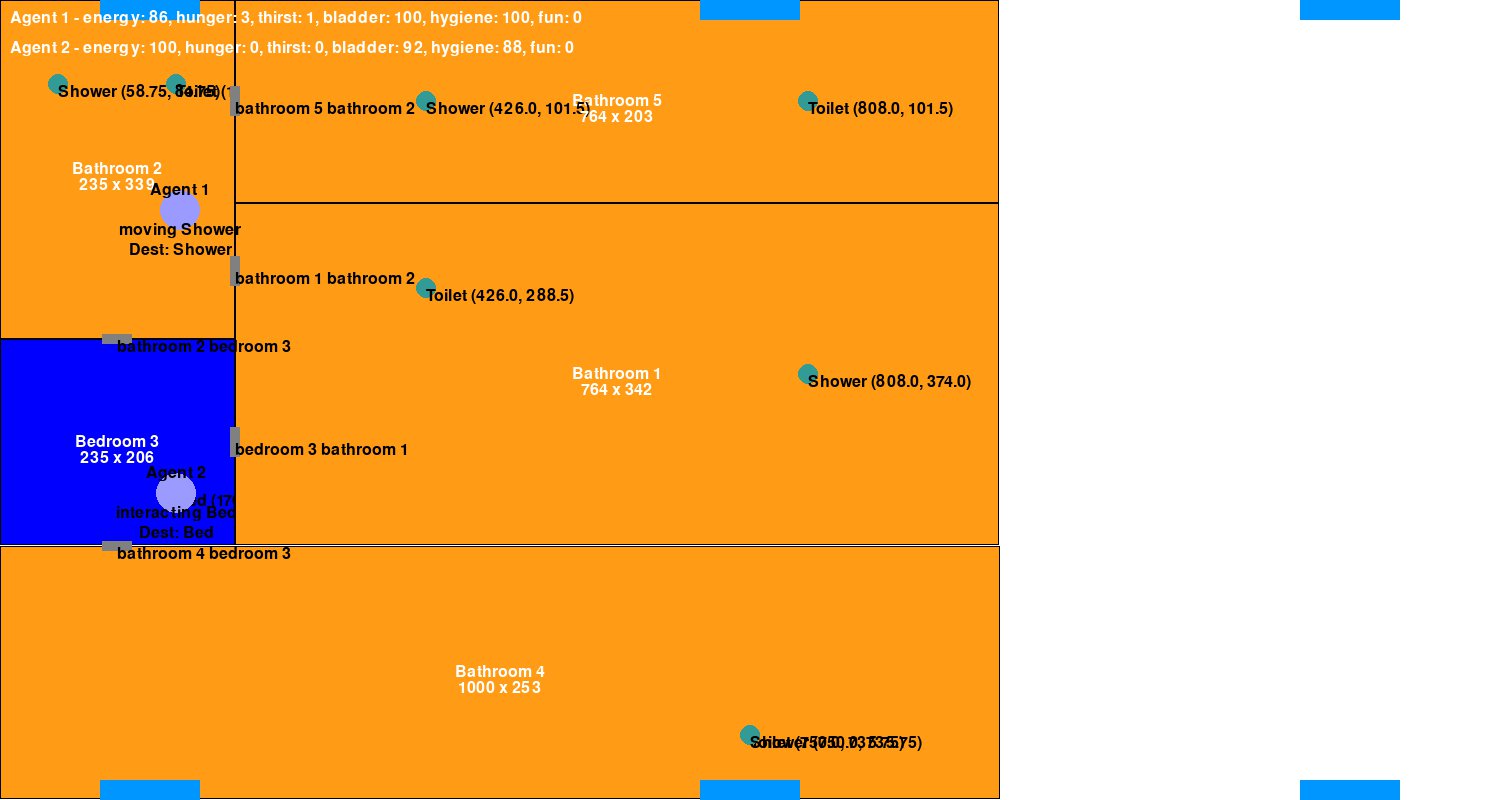 Agent 1 - energy: 86, hunger: 3, thirst: 1, bladder: 100, hygiene: 100, fun: 0
Agent 2 - energy: 100, hunger: 0, thirst: 0, bladder: 92, hygiene: 88, fun: 0
Shower (58.75, 84.75)
Toilet (1
bathroom 5 bathroom 2
Shower (426.0, 101.5)
Bathroom 5
764 x 203
Toilet (808.0, 101.5)
Bathroom 2
235 x 339
Agent 1
moving Shower
Dest: Shower
bathroom 1 bathroom 2
Toilet (426.0, 288.5)
bathroom 2 bedroom 3
Bathroom 1
764 x 342
Shower (808.0, 374.0)
Bedroom 3
235 x 206
bedroom 3 bathroom 1
Agent 2
interacting Bed
Dest: Bed
bathroom 4 bedroom 3
Bathroom 4
1000 x 253